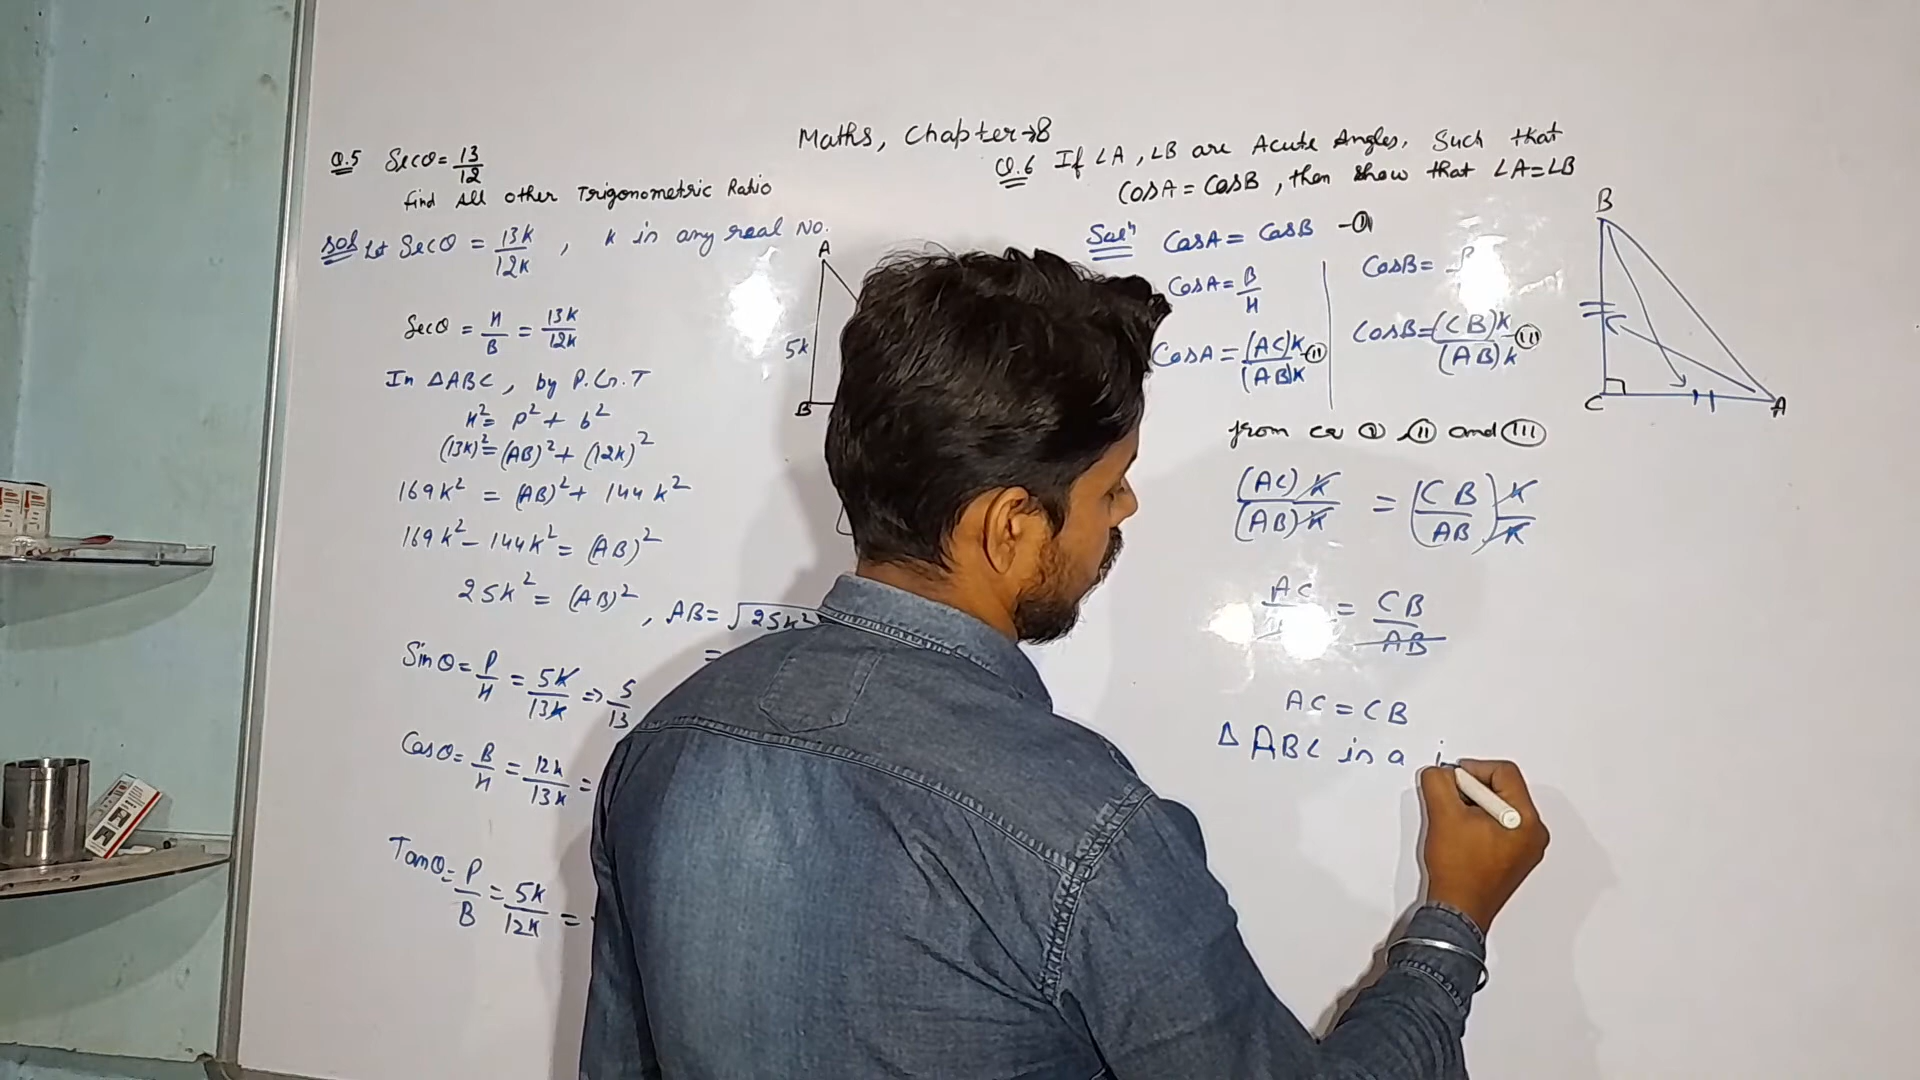 Maths, Chapter→8
Q.5 Secθ = 13/12
find all other Trigonometric Ratio
Sol Let Secθ = 13k/12k , k is any real No.
Secθ = H/B = 13k/12k
In ΔABC, by P.G.T
H² = p² + b²
(13k)² = (AB)² + (12k)²
169k² = (AB)² + 144k²
169k² - 144k² = (AB)²
25k² = (AB)² , AB = √25k²
=
Sinθ = P/H = 5k/13k ⇒ 5/13
Cosθ = B/H = 12k/13k =
Tanθ = P/B = 5k/12k =
A
5k
B
Q.6 If ∠A, ∠B are Acute Angles, Such that
CosA = CosB, then show that ∠A=∠B
Solⁿ CosA = CosB -(I)
CosA = B/H
CosB =
CosA = (AC)k/(AB)k -(II)
CosB = (CB)k/(AB)k -(III)
from eq (I), (II) and (III)
(AC)k/(AB)k = (CB/AB)k/k
AC = CB/AB
AC = CB
Δ ABC is a i
B
C
A